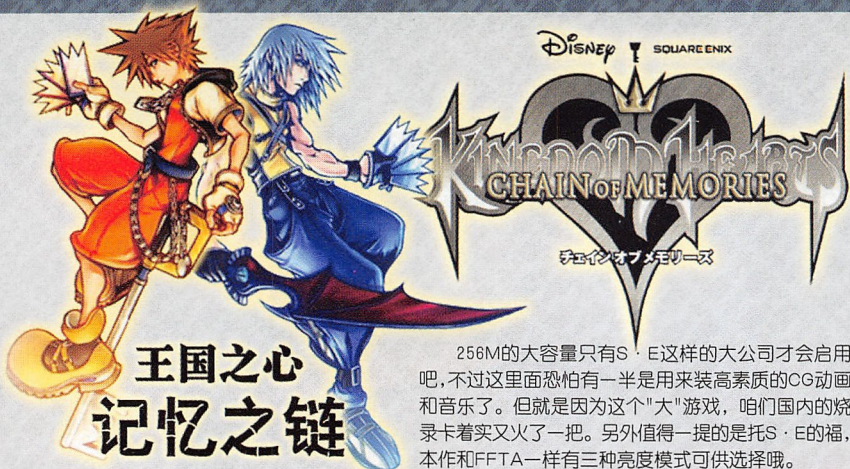 Disney
SQUARE ENIX
KINGDOM HEARTS
CHAIN OF MEMORIES
チェイン オブ メモリーズ
王国之心
记忆之链
256M的大容量只有S·E这样的大公司才会启用
吧,不过这里面恐怕有一半是用来装高素质的CG动画
和音乐了。但就是因为这个"大"游戏，咱们国内的烧
录卡着实又火了一把。另外值得一提的是托S·E的福,
本作和FFTA一样有三种亮度模式可供选择哦。